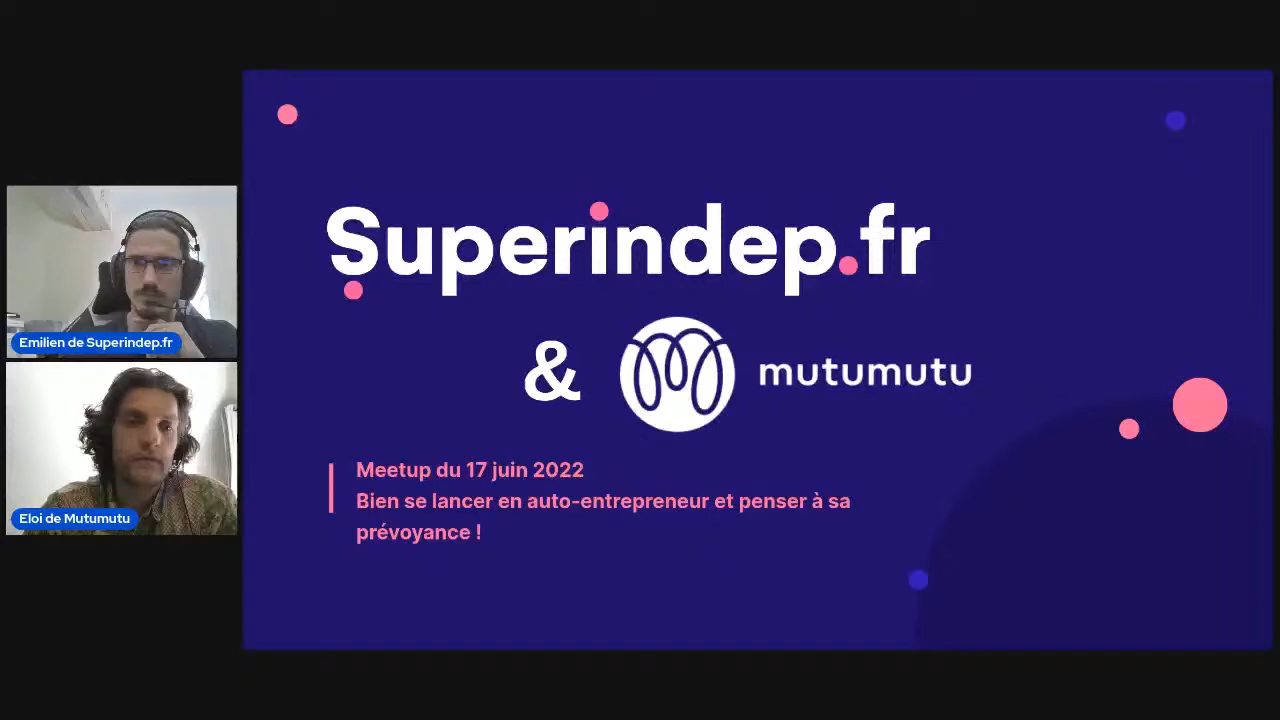 Superindep.fr
& mutumutu
Meetup du 17 juin 2022
Bien se lancer en auto-entrepreneur et penser à sa
prévoyance !
Emilien de Superindep.fr
Eloi de Mutumutu